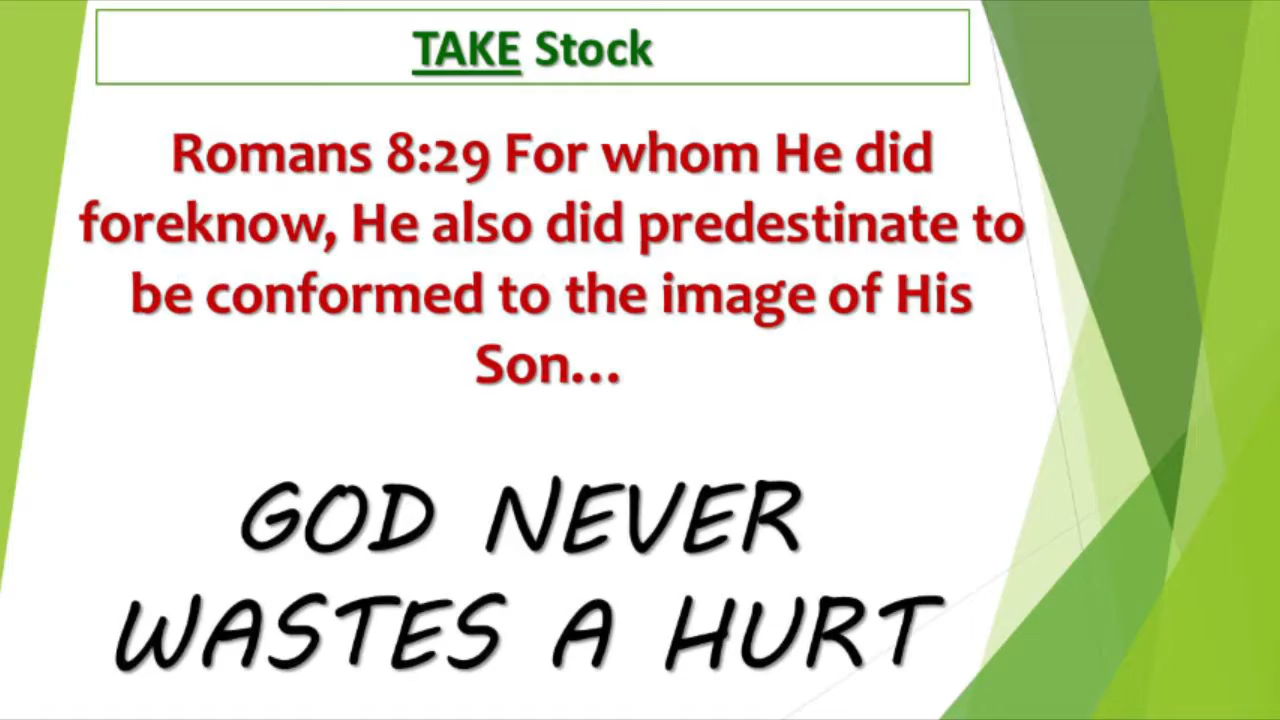 TAKE Stock
Romans 8:29 For whom He did
foreknow, He also did predestinate to
be conformed to the image of His
Son...
GOD NEVER
WASTES A HURT